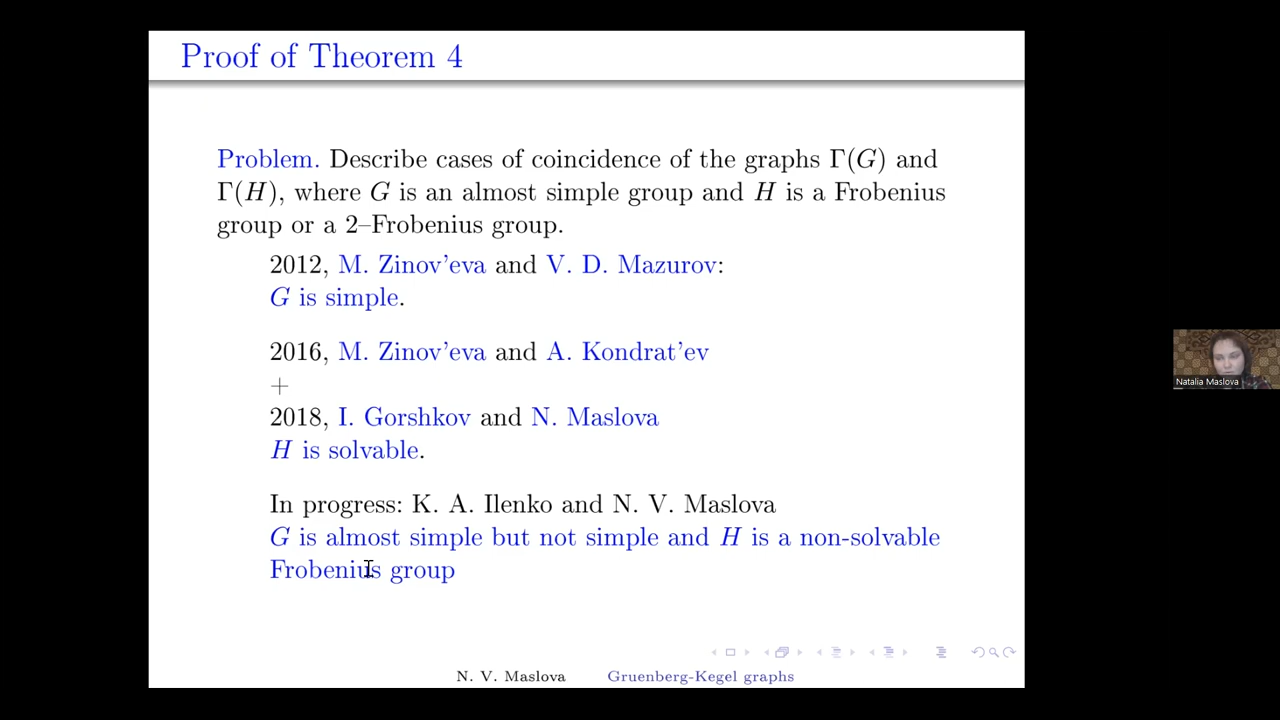 Proof of Theorem 4
Problem. Describe cases of coincidence of the graphs Γ(G) and
Γ(H), where G is an almost simple group and H is a Frobenius
group or a 2–Frobenius group.
2012, M. Zinov'eva and V. D. Mazurov:
G is simple.
2016, M. Zinov'eva and A. Kondrat'ev
+
2018, I. Gorshkov and N. Maslova
H is solvable.
In progress: K. A. Ilenko and N. V. Maslova
G is almost simple but not simple and H is a non-solvable
Frobenius group
N. V. Maslova Gruenberg-Kegel graphs
Natalia Maslova